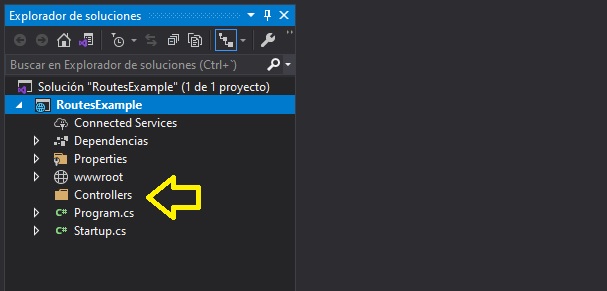 Explorador de soluciones
Buscar en Explorador de soluciones (Ctrl+`)
Solución "RoutesExample" (1 de 1 proyecto)
RoutesExample
Connected Services
Dependencias
Properties
wwwroot
Controllers
C# Program.cs
C# Startup.cs